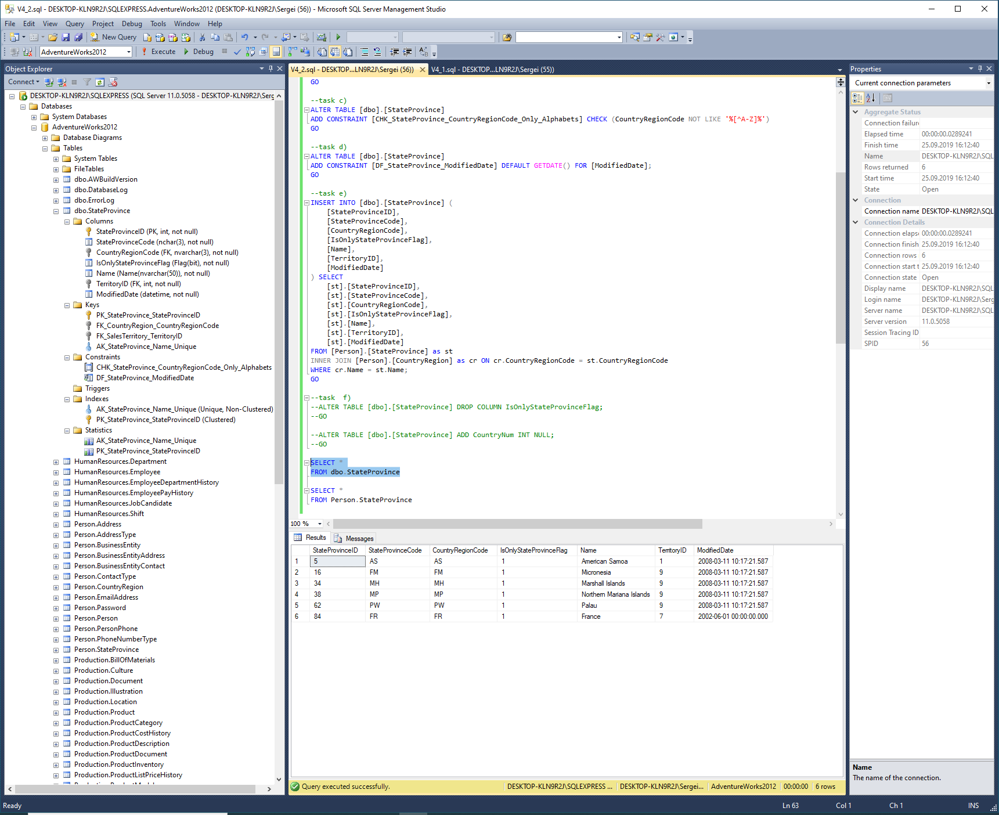 V4_2.sql - DESKTOP-KLN9R2J\SQLEXPRESS.AdventureWorks2012 (DESKTOP-KLN9R2J\Sergei (56)) - Microsoft SQL Server Management Studio
File Edit View Query Project Debug Tools Window Help
New Query
AdventureWorks2012 Execute Debug
Object Explorer
Connect
DESKTOP-KLN9R2J\SQLEXPRESS (SQL Server 11.0.5058 - DESKTOP-KLN9R2J\Serg
Databases
System Databases
AdventureWorks2012
Database Diagrams
Tables
System Tables
FileTables
dbo.AWBuildVersion
dbo.DatabaseLog
dbo.ErrorLog
dbo.StateProvince
Columns
StateProvinceID (PK, int, not null)
StateProvinceCode (nchar(3), not null)
CountryRegionCode (FK, nvarchar(3), not null)
IsOnlyStateProvinceFlag (Flag(bit), not null)
Name (Name(nvarchar(50)), not null)
TerritoryID (FK, int, not null)
ModifiedDate (datetime, not null)
Keys
PK_StateProvince_StateProvinceID
FK_CountryRegion_CountryRegionCode
FK_SalesTerritory_TerritoryID
AK_StateProvince_Name_Unique
Constraints
CHK_StateProvince_CountryRegionCode_Only_Alphabets
DF_StateProvince_ModifiedDate
Triggers
Indexes
AK_StateProvince_Name_Unique (Unique, Non-Clustered)
PK_StateProvince_StateProvinceID (Clustered)
Statistics
AK_StateProvince_Name_Unique
PK_StateProvince_StateProvinceID
HumanResources.Department
HumanResources.Employee
HumanResources.EmployeeDepartmentHistory
HumanResources.EmployeePayHistory
HumanResources.JobCandidate
HumanResources.Shift
Person.Address
Person.AddressType
Person.BusinessEntity
Person.BusinessEntityAddress
Person.BusinessEntityContact
Person.ContactType
Person.CountryRegion
Person.EmailAddress
Person.Password
Person.Person
Person.PersonPhone
Person.PhoneNumberType
Person.StateProvince
Production.BillOfMaterials
Production.Culture
Production.Document
Production.Illustration
Production.Location
Production.Product
Production.ProductCategory
Production.ProductCostHistory
Production.ProductDescription
Production.ProductDocument
Production.ProductInventory
Production.ProductListPriceHistory
V4_2.sql - DESKTOP...LN9R2J\Sergei (56)) V4_1.sql - DESKTOP...LN9R2J\Sergei (55))
GO
--task c)
ALTER TABLE [dbo].[StateProvince]
ADD CONSTRAINT [CHK_StateProvince_CountryRegionCode_Only_Alphabets] CHECK (CountryRegionCode NOT LIKE '%[^A-Z]%')
GO
--task d)
ALTER TABLE [dbo].[StateProvince]
ADD CONSTRAINT [DF_StateProvince_ModifiedDate] DEFAULT GETDATE() FOR [ModifiedDate];
GO
--task e)
INSERT INTO [dbo].[StateProvince] (
[StateProvinceID],
[StateProvinceCode],
[CountryRegionCode],
[IsOnlyStateProvinceFlag],
[Name],
[TerritoryID],
[ModifiedDate]
) SELECT
[st].[StateProvinceID],
[st].[StateProvinceCode],
[st].[CountryRegionCode],
[st].[IsOnlyStateProvinceFlag],
[st].[Name],
[st].[TerritoryID],
[st].[ModifiedDate]
FROM [Person].[StateProvince] as st
INNER JOIN [Person].[CountryRegion] as cr ON cr.CountryRegionCode = st.CountryRegionCode
WHERE cr.Name = st.Name;
GO
--task  f)
--ALTER TABLE [dbo].[StateProvince] DROP COLUMN IsOnlyStateProvinceFlag;
--GO
--ALTER TABLE [dbo].[StateProvince] ADD CountryNum INT NULL;
--GO
SELECT *
FROM dbo.StateProvince
SELECT *
FROM Person.StateProvince
100 %
Results Messages
StateProvinceID StateProvinceCode CountryRegionCode IsOnlyStateProvinceFlag Name TerritoryID ModifiedDate
1 5 AS AS 1 American Samoa 1 2008-03-11 10:17:21.587
2 16 FM FM 1 Micronesia 9 2008-03-11 10:17:21.587
3 34 MH MH 1 Marshall Islands 9 2008-03-11 10:17:21.587
4 38 MP MP 1 Northern Mariana Islands 9 2008-03-11 10:17:21.587
5 62 PW PW 1 Palau 9 2008-03-11 10:17:21.587
6 84 FR FR 1 France 7 2002-06-01 00:00:00.000
Query executed successfully. DESKTOP-KLN9R2J\SQLEXPRESS ... DESKTOP-KLN9R2J\Sergei... AdventureWorks2012 00:00:00 6 rows
Properties
Current connection parameters
Aggregate Status
Connection failure
Elapsed time 00:00:00.0289241
Finish time 25.09.2019 16:12:40
Name DESKTOP-KLN9R2J\SQL
Rows returned 6
Start time 25.09.2019 16:12:40
State Open
Connection
Connection name DESKTOP-KLN9R2J\SQL
Connection Details
Connection elaps 00:00:00.0289241
Connection finish 25.09.2019 16:12:40
Connection rows 6
Connection start t 25.09.2019 16:12:40
Connection state Open
Display name DESKTOP-KLN9R2J\SQL
Login name DESKTOP-KLN9R2J\Serg
Server name DESKTOP-KLN9R2J\SQL
Server version 11.0.5058
Session Tracing ID
SPID 56
Name
The name of the connection.
Ready Ln 63 Col 1 Ch 1 INS